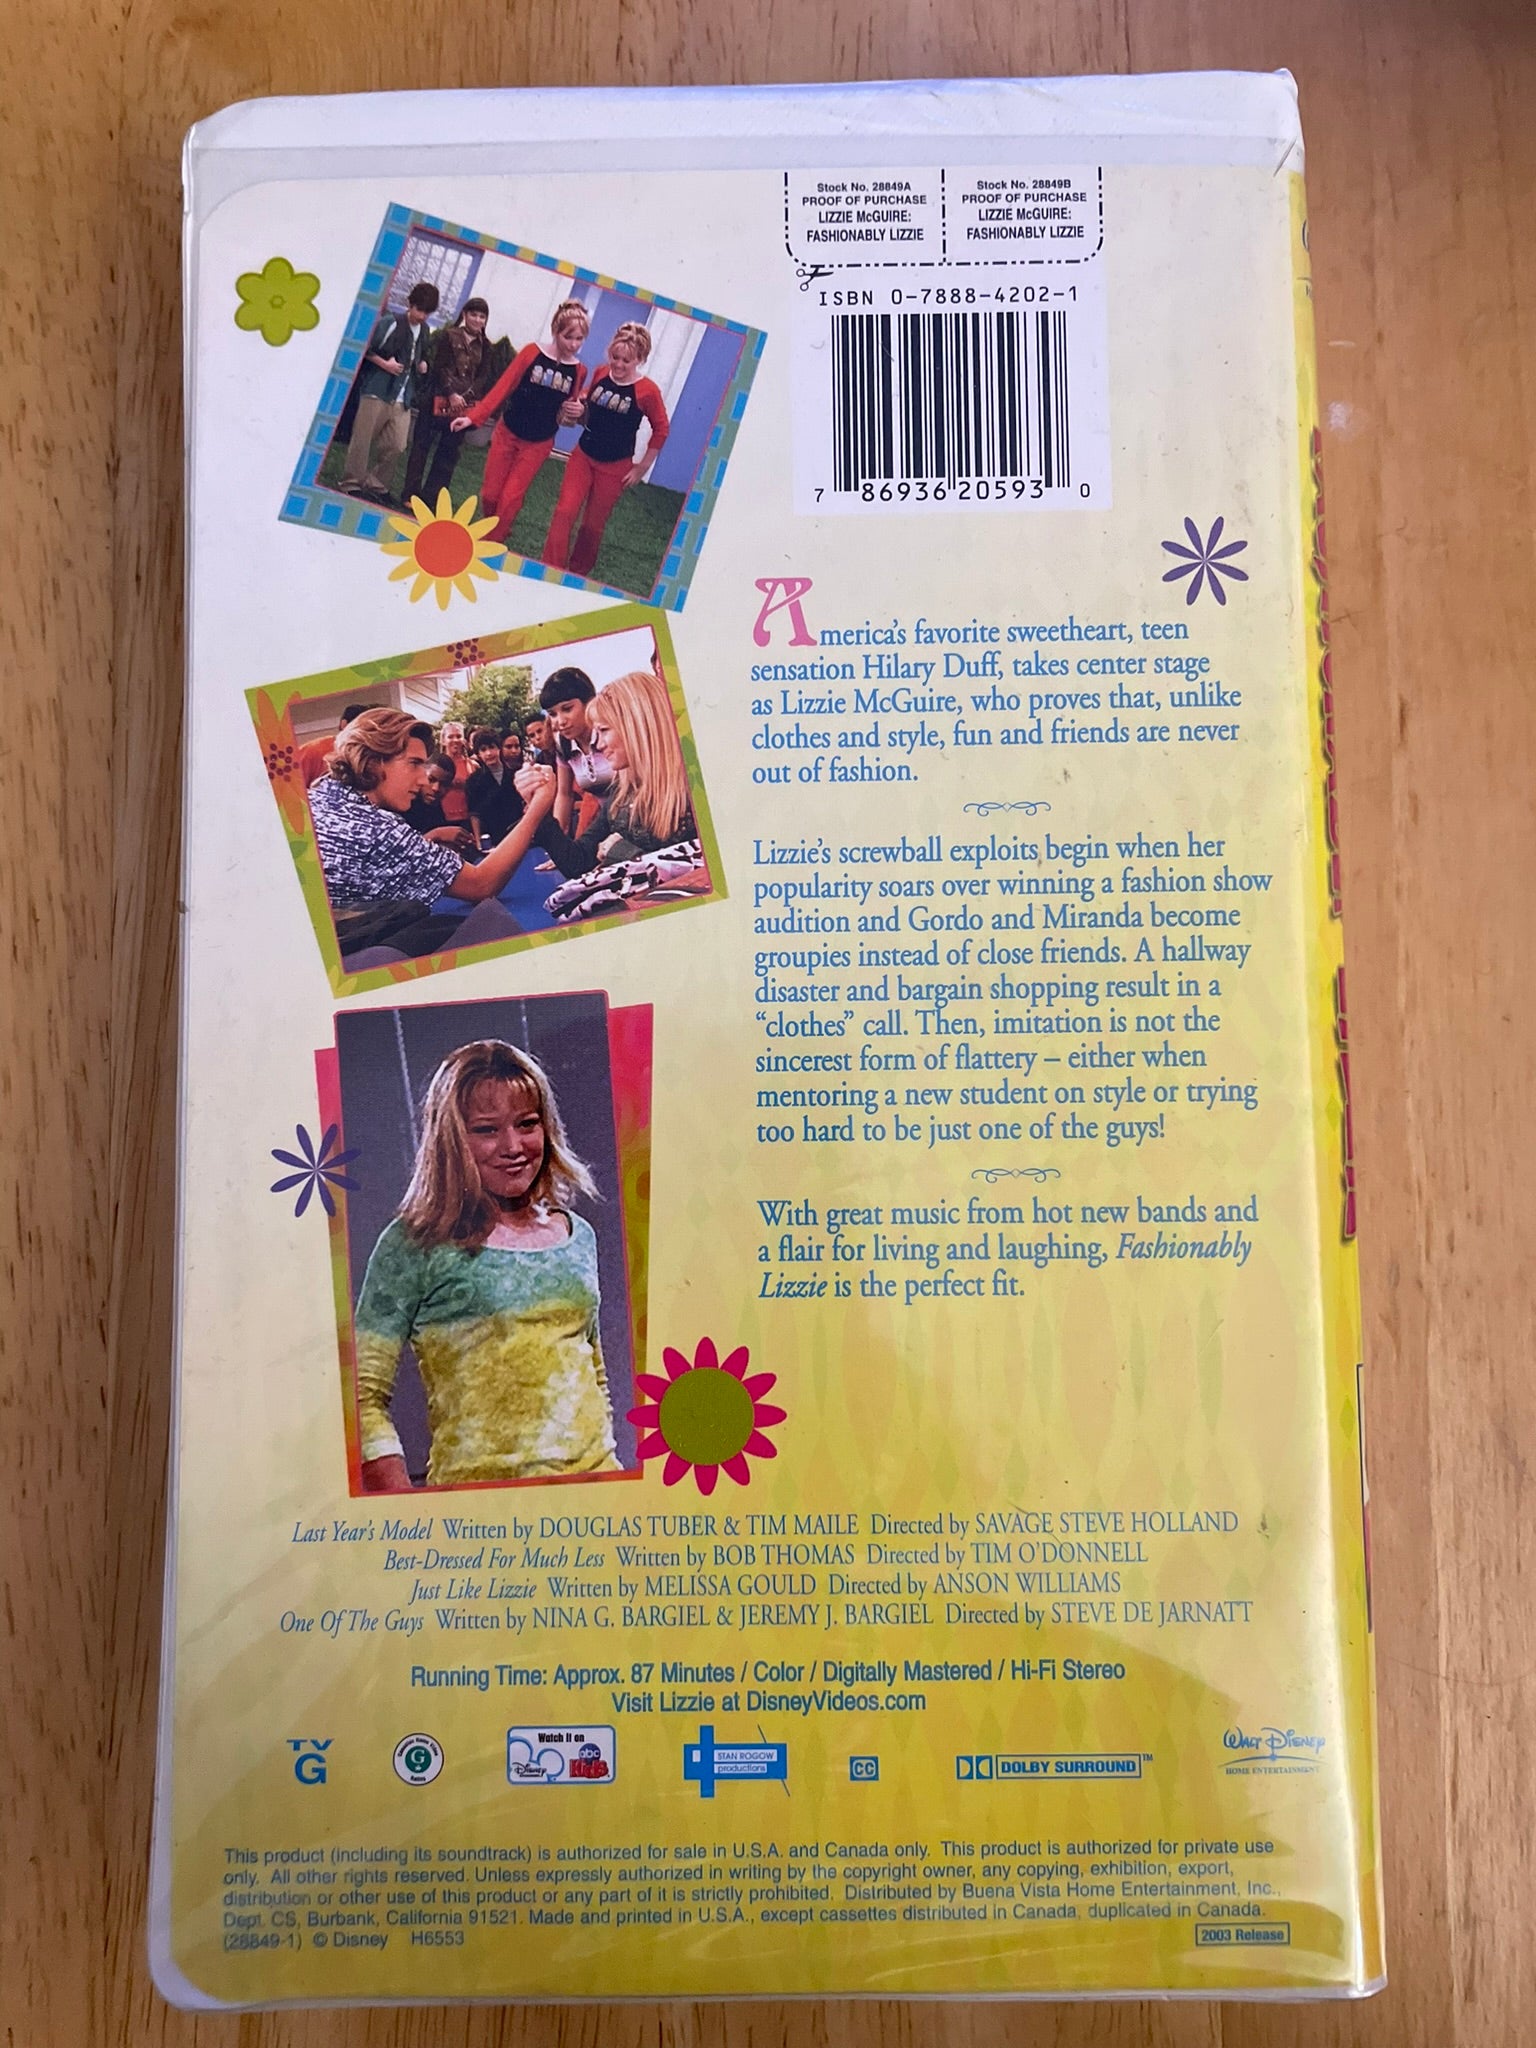 Stock No. 28849A
PROOF OF PURCHASE
LIZZIE McGUIRE:
FASHIONABLY LIZZIE
Stock No. 28849B
PROOF OF PURCHASE
LIZZIE McGUIRE:
FASHIONABLY LIZZIE
ISBN 0-7888-4202-1
7 86936 20593 0
America's favorite sweetheart, teen
sensation Hilary Duff, takes center stage
as Lizzie McGuire, who proves that, unlike
clothes and style, fun and friends are never
out of fashion.
Lizzie's screwball exploits begin when her
popularity soars over winning a fashion show
audition and Gordo and Miranda become
groupies instead of close friends. A hallway
disaster and bargain shopping result in a
“clothes” call. Then, imitation is not the
sincerest form of flattery – either when
mentoring a new student on style or trying
too hard to be just one of the guys!
With great music from hot new bands and
a flair for living and laughing, Fashionably
Lizzie is the perfect fit.
Last Year's Model Written by DOUGLAS TUBER & TIM MAILE Directed by SAVAGE STEVE HOLLAND
Best-Dressed For Much Less Written by BOB THOMAS Directed by TIM O'DONNELL
Just Like Lizzie Written by MELISSA GOULD Directed by ANSON WILLIAMS
One Of The Guys Written by NINA G. BARGIEL & JEREMY J. BARGIEL Directed by STEVE DE JARNATT
Running Time: Approx. 87 Minutes / Color / Digitally Mastered / Hi-Fi Stereo
Visit Lizzie at DisneyVideos.com
TV
G
Canadian Home Video
G
Ratings
Watch It on
Disney
abc
Kids
STAN ROGOW
productions
CC
DOLBY SURROUND™
WALT DISNEY
HOME ENTERTAINMENT
This product (including its soundtrack) is authorized for sale in U.S.A. and Canada only. This product is authorized for private use
only. All other rights reserved. Unless expressly authorized in writing by the copyright owner, any copying, exhibition, export,
distribution or other use of this product or any part of it is strictly prohibited. Distributed by Buena Vista Home Entertainment, Inc.,
Dept. CS, Burbank, California 91521. Made and printed in U.S.A., except cassettes distributed in Canada, duplicated in Canada.
(28849-1) © Disney H6553
2003 Release